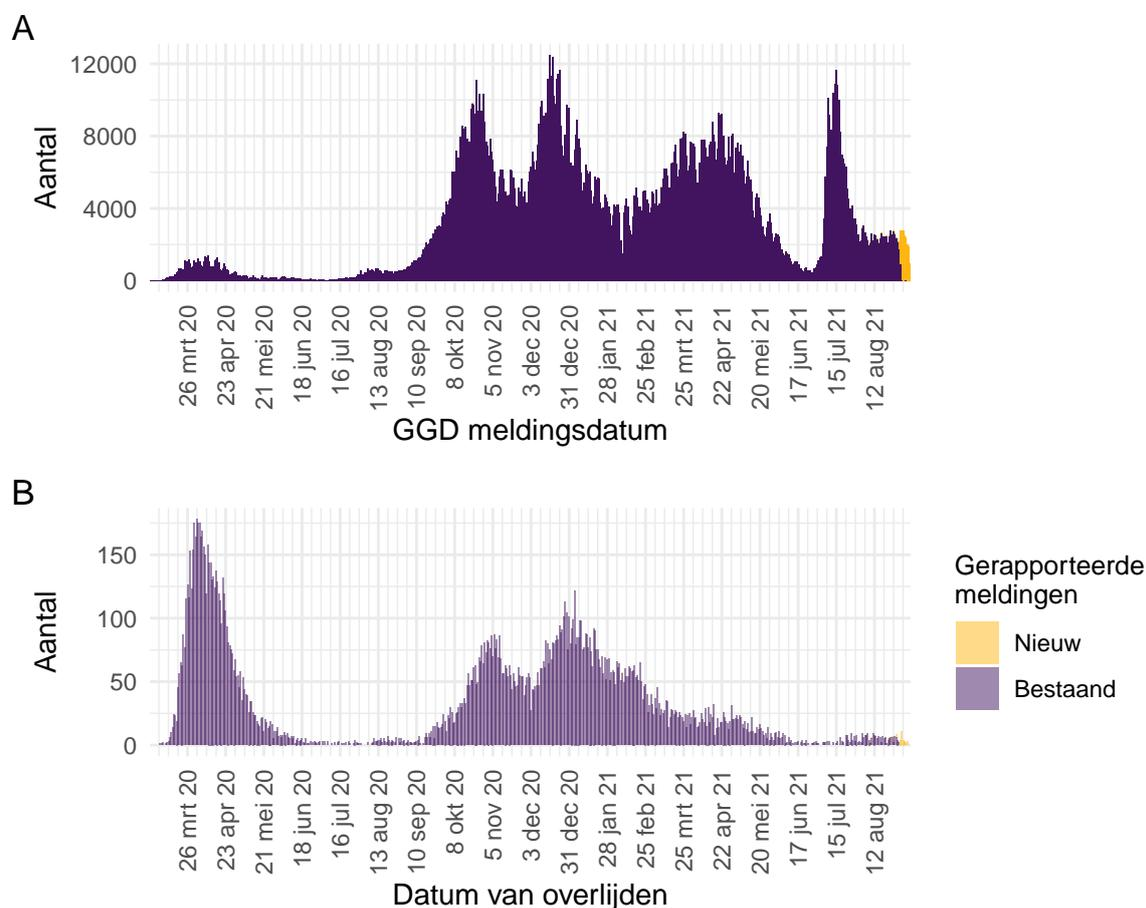 A
Aantal
12000
8000
4000
0
26 mrt 20
23 apr 20
21 mei 20
18 jun 20
16 jul 20
13 aug 20
10 sep 20
8 okt 20
5 nov 20
3 dec 20
31 dec 20
28 jan 21
25 feb 21
25 mrt 21
22 apr 21
20 mei 21
17 jun 21
15 jul 21
12 aug 21
GGD meldingsdatum
B
Aantal
150
100
50
0
26 mrt 20
23 apr 20
21 mei 20
18 jun 20
16 jul 20
13 aug 20
10 sep 20
8 okt 20
5 nov 20
3 dec 20
31 dec 20
28 jan 21
25 feb 21
25 mrt 21
22 apr 21
20 mei 21
17 jun 21
15 jul 21
12 aug 21
Datum van overlijden
Gerapporteerde
meldingen
Nieuw
Bestaand